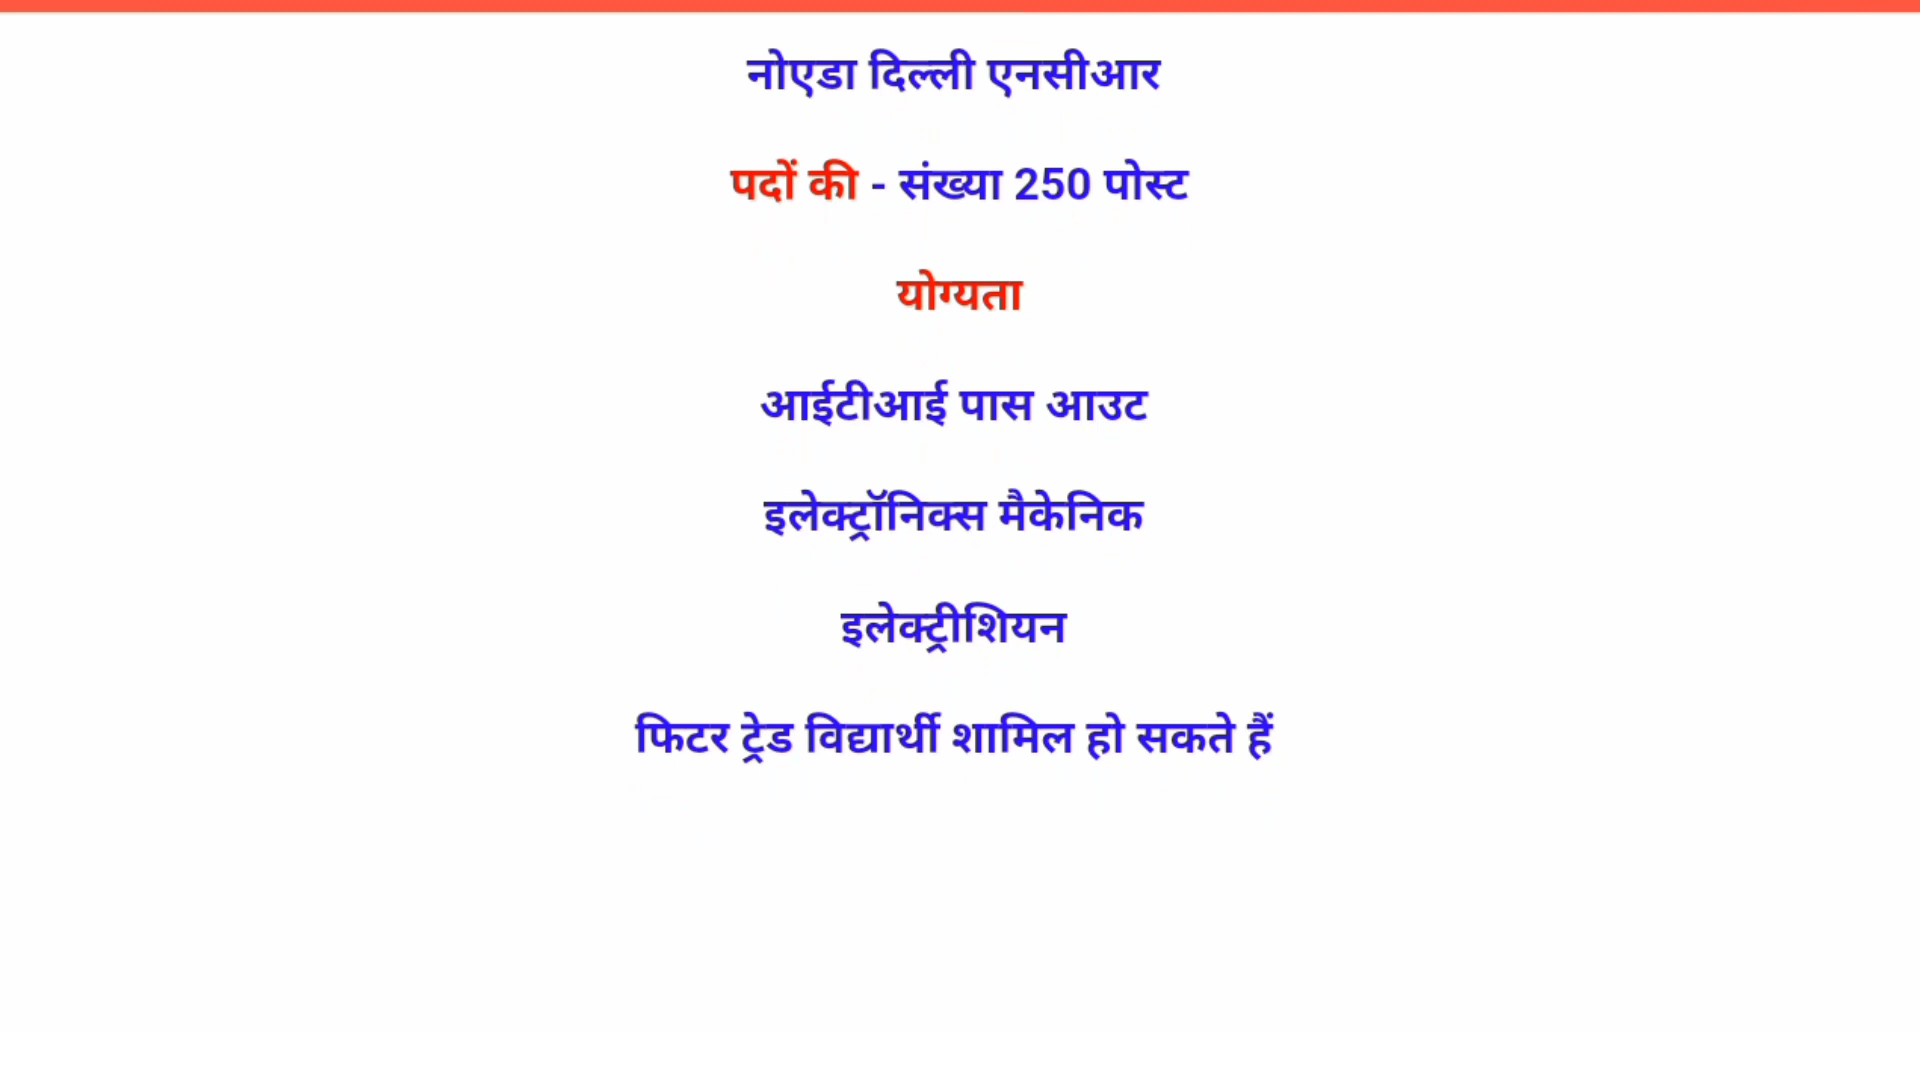 नोएडा दिल्ली एनसीआर
पदों की - संख्या 250 पोस्ट
योग्यता
आईटीआई पास आउट
इलेक्ट्रॉनिक्स मैकेनिक
इलेक्ट्रीशियन
फिटर ट्रेड विद्यार्थी शामिल हो सकते हैं